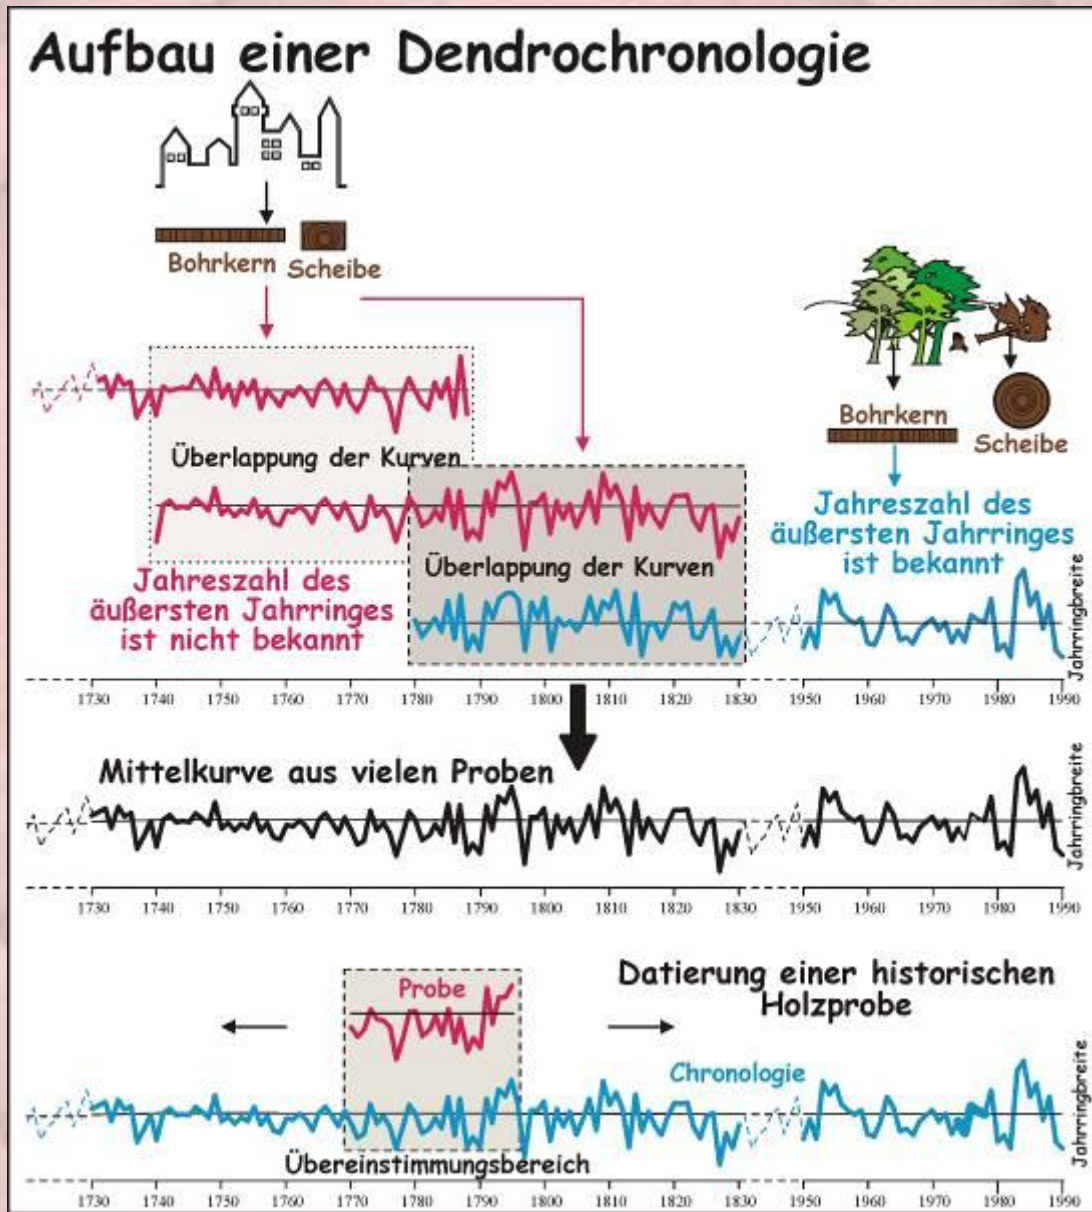 Aufbau einer Dendrochronologie
Bohrkern Scheibe
Überlappung der Kurven
Jahreszahl des
äußersten Jahrringes
ist nicht bekannt
Überlappung der Kurven
Bohrkern
Scheibe
Jahreszahl des
äußersten Jahrringes
ist bekannt
Jahrringbreite
1730 1740 1750 1760 1770 1780 1790 1800 1810 1820 1830 1950 1960 1970 1980 1990
Mittelkurve aus vielen Proben
Jahrringbreite
1730 1740 1750 1760 1770 1780 1790 1800 1810 1820 1830 1950 1960 1970 1980 1990
Datierung einer historischen
Holzprobe
Probe
Chronologie
Übereinstimmungsbereich
Jahrringbreite
1730 1740 1750 1760 1770 1780 1790 1800 1810 1820 1830 1950 1960 1970 1980 1990